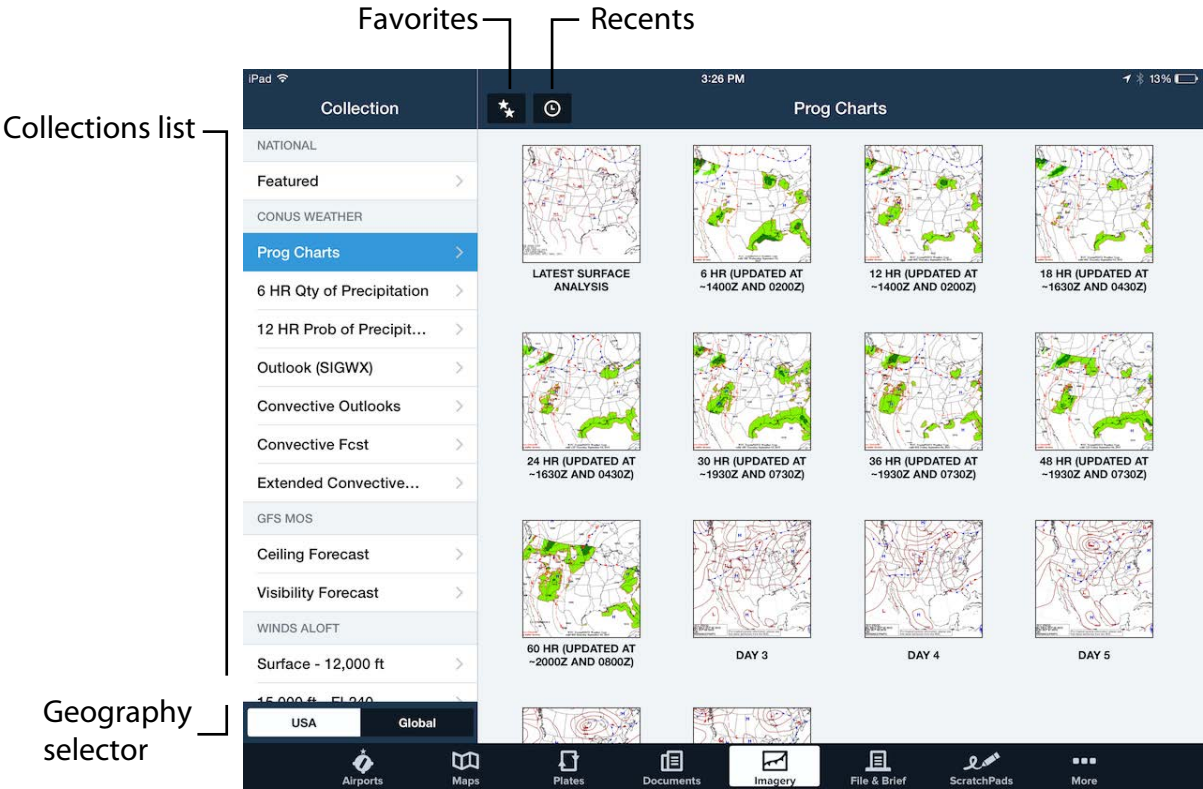 Favorites
Recents
iPad
3:26 PM
13%
Collection
Prog Charts
Collections list
NATIONAL
Featured
CONUS WEATHER
Prog Charts
6 HR Qty of Precipitation
12 HR Prob of Precipit...
Outlook (SIGWX)
Convective Outlooks
Convective Fcst
Extended Convective...
GFS MOS
Ceiling Forecast
Visibility Forecast
WINDS ALOFT
Surface - 12,000 ft
15,000 ft - FL240
USA
Global
Geography
selector
LATEST SURFACE
ANALYSIS
6 HR (UPDATED AT
~1400Z AND 0200Z)
12 HR (UPDATED AT
~1400Z AND 0200Z)
18 HR (UPDATED AT
~1630Z AND 0430Z)
24 HR (UPDATED AT
~1630Z AND 0430Z)
30 HR (UPDATED AT
~1930Z AND 0730Z)
36 HR (UPDATED AT
~1930Z AND 0730Z)
48 HR (UPDATED AT
~1930Z AND 0730Z)
60 HR (UPDATED AT
~2000Z AND 0800Z)
DAY 3
DAY 4
DAY 5
Airports
Maps
Plates
Documents
Imagery
File & Brief
ScratchPads
More